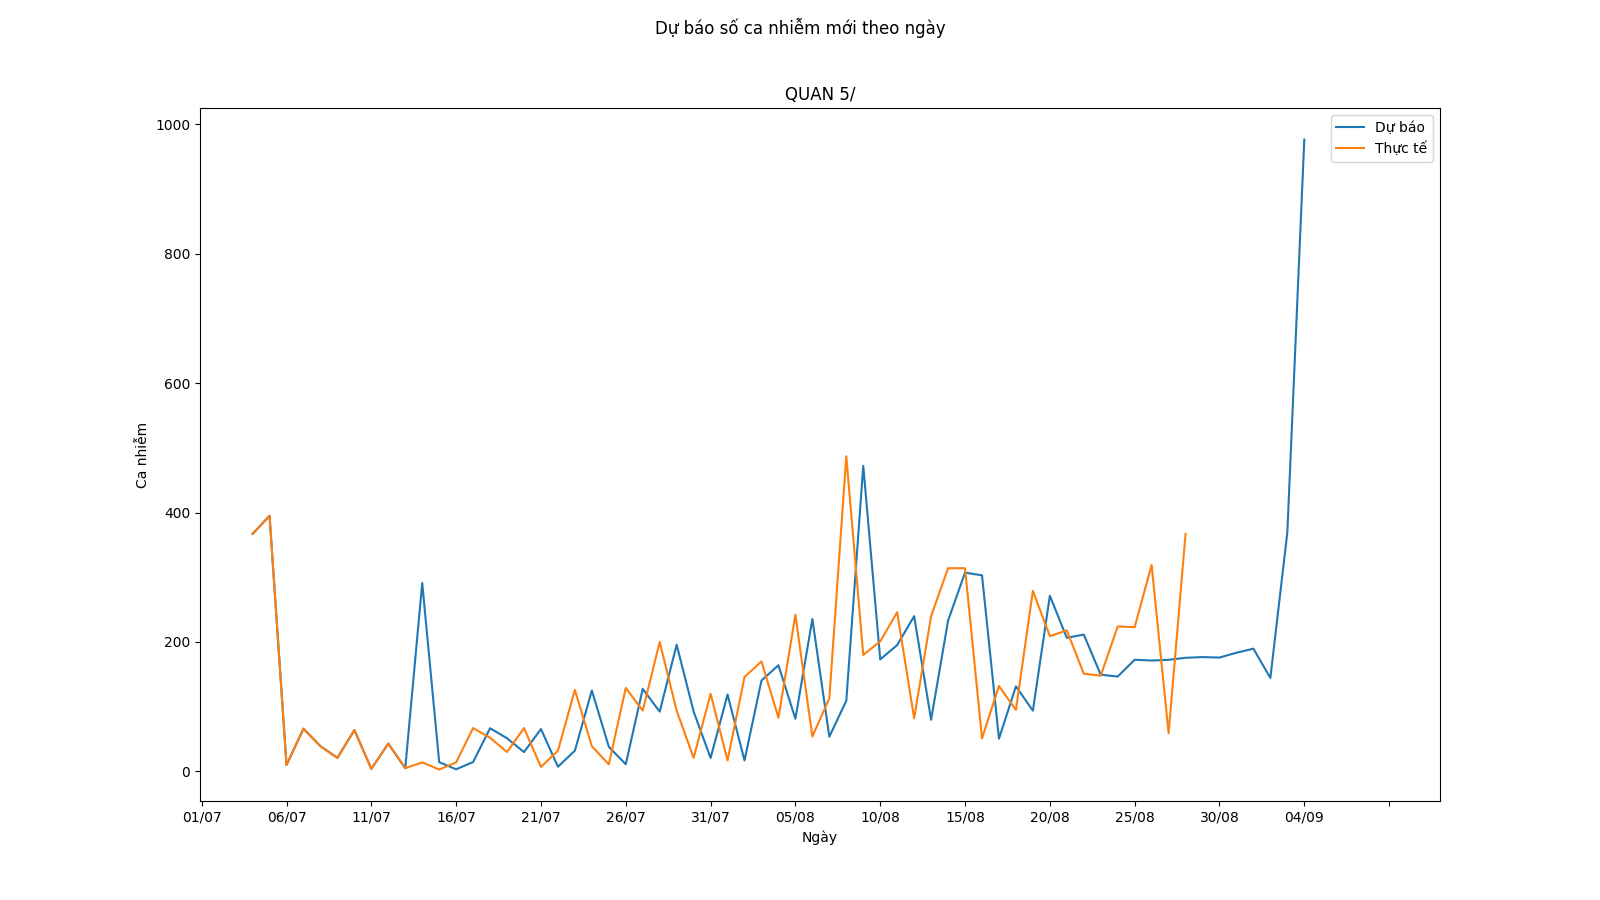 Dự báo số ca nhiễm mới theo ngày
QUAN 5/
Dự báo
Thực tế
1000
800
600
400
200
0
Ca nhiễm
01/07 06/07 11/07 16/07 21/07 26/07 31/07 05/08 10/08 15/08 20/08 25/08 30/08 04/09
Ngày